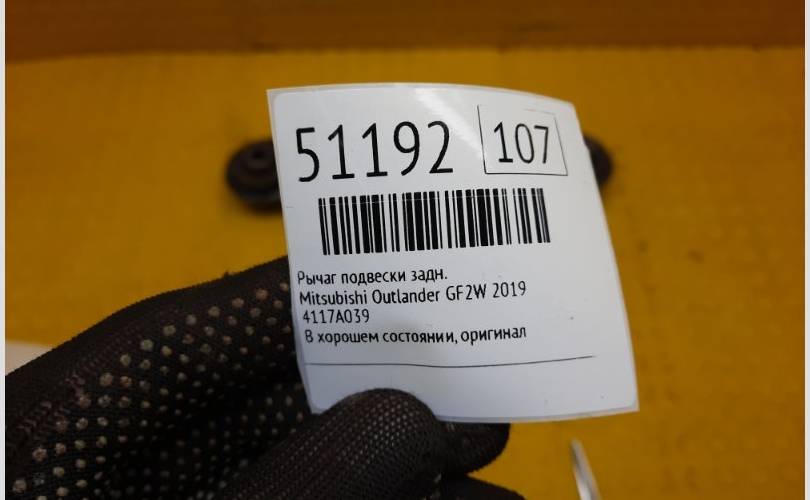 51192 107
Рычаг подвески задн.
Mitsubishi Outlander GF2W 2019
4117A039
В хорошем состоянии, оригинал